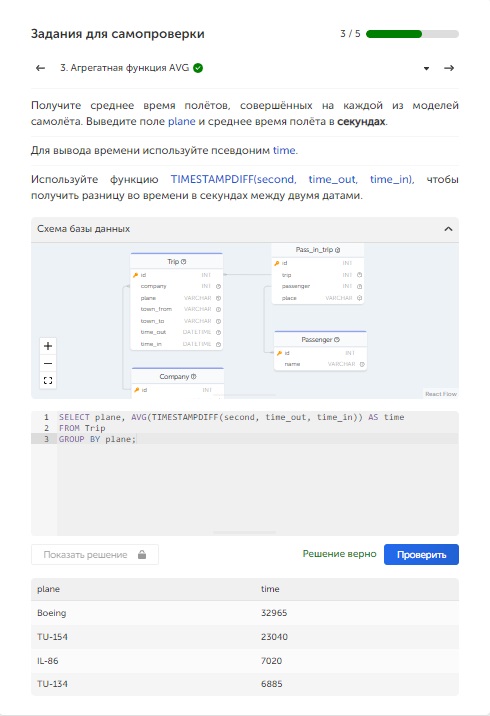 Задания для самопроверки
3 / 5
3. Агрегатная функция AVG
Получите среднее время полётов, совершённых на каждой из моделей
самолёта. Выведите поле plane и среднее время полёта в секундах.
Для вывода времени используйте псевдоним time.
Используйте функцию TIMESTAMPDIFF(second, time_out, time_in), чтобы
получить разницу во времени в секундах между двумя датами.
Схема базы данных
Trip
id INT
company INT
plane VARCHAR
town_from VARCHAR
town_to VARCHAR
time_out DATETIME
time_in DATETIME
Pass_in_trip
id INT
trip INT
passenger INT
place VARCHAR
Passenger
id INT
name VARCHAR
Company
id INT
React Flow
1 SELECT plane, AVG(TIMESTAMPDIFF(second, time_out, time_in)) AS time
2 FROM Trip
3 GROUP BY plane;
Показать решение
Решение верно
Проверить
plane time
Boeing 32965
TU-154 23040
IL-86 7020
TU-134 6885